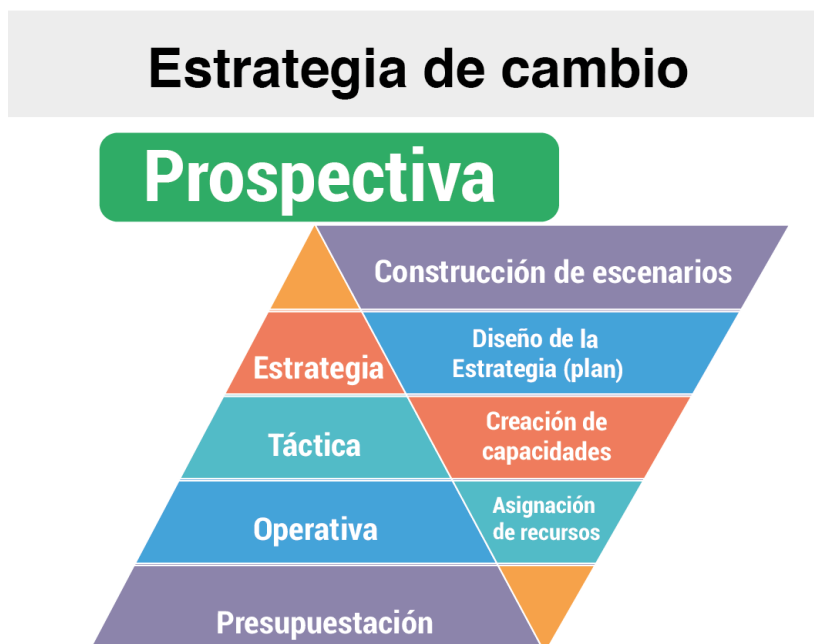 Estrategia de cambio
Prospectiva
Construcción de escenarios
Estrategia
Diseño de la
Estrategia (plan)
Táctica
Creación de
capacidades
Operativa
Asignación
de recursos
Presupuestación